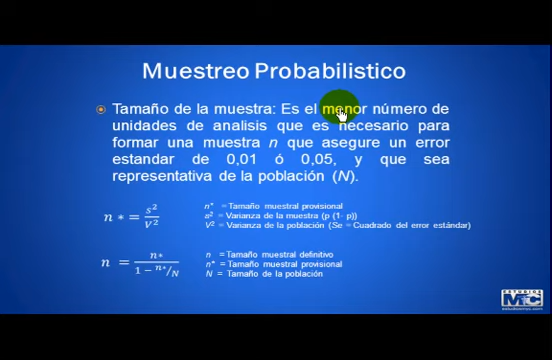 Muestreo Probabilistico
Tamaño de la muestra: Es el menor número de
unidades de analisis que es necesario para
formar una muestra n que asegure un error
estandar de 0,01 ó 0,05, y que sea
representativa de la población (N).
n* = s²/V²
n* = Tamaño muestral provisional
s² = Varianza de la muestra (p (1- p))
V² = Varianza de la población (Se = Cuadrado del error estándar)
n = n*/1 − n*/N
n = Tamaño muestral definitivo
n* = Tamaño muestral provisional
N = Tamaño de la población
ESTUDIOS
MTC